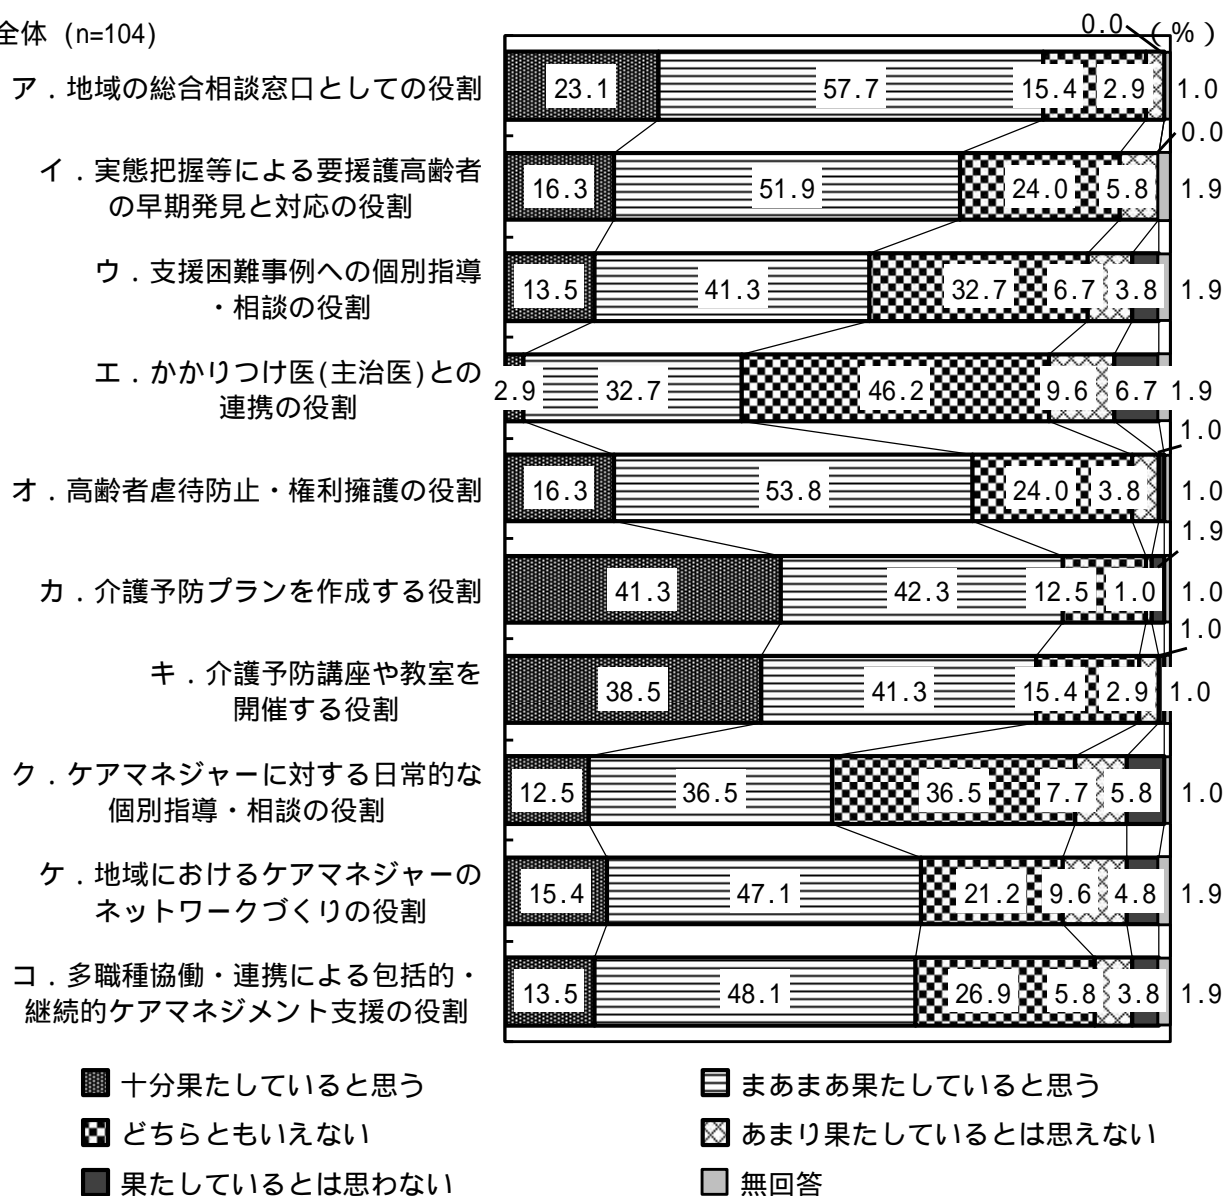 全体 (n=104)
0.0
(%)
ア．地域の総合相談窓口としての役割
23.1 57.7 15.4 2.9 1.0
0.0
イ．実態把握等による要援護高齢者
の早期発見と対応の役割
16.3 51.9 24.0 5.8 1.9
ウ．支援困難事例への個別指導
・相談の役割
13.5 41.3 32.7 6.7 3.8 1.9
エ．かかりつけ医(主治医)との
連携の役割
2.9 32.7 46.2 9.6 6.7 1.9
1.0
オ．高齢者虐待防止・権利擁護の役割
16.3 53.8 24.0 3.8 1.0
1.9
カ．介護予防プランを作成する役割
41.3 42.3 12.5 1.0 1.0
1.0
キ．介護予防講座や教室を
開催する役割
38.5 41.3 15.4 2.9 1.0
ク．ケアマネジャーに対する日常的な
個別指導・相談の役割
12.5 36.5 36.5 7.7 5.8 1.0
ケ．地域におけるケアマネジャーの
ネットワークづくりの役割
15.4 47.1 21.2 9.6 4.8 1.9
コ．多職種協働・連携による包括的・
継続的ケアマネジメント支援の役割
13.5 48.1 26.9 5.8 3.8 1.9
十分果たしていると思う
まあまあ果たしていると思う
どちらともいえない
あまり果たしているとは思えない
果たしているとは思わない
無回答